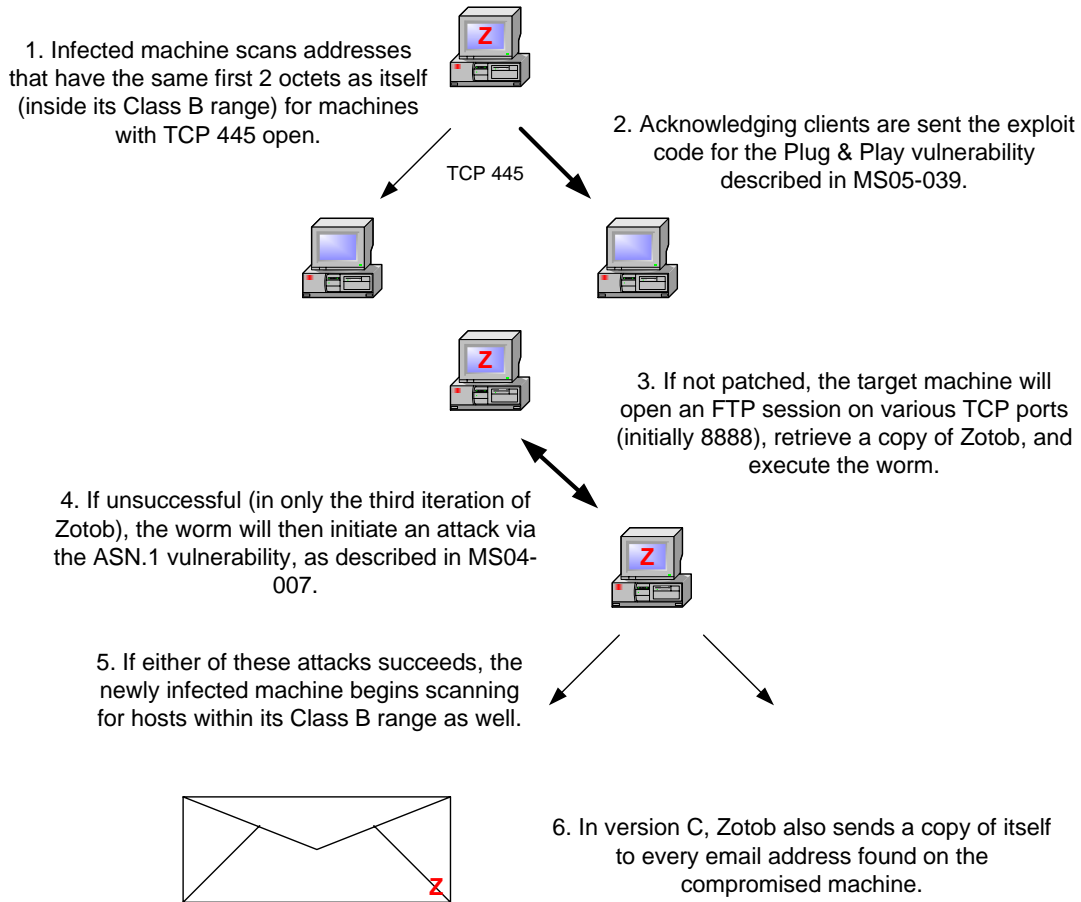 Z
1. Infected machine scans addresses
that have the same first 2 octets as itself
(inside its Class B range) for machines
with TCP 445 open.
2. Acknowledging clients are sent the exploit
code for the Plug & Play vulnerability
described in MS05-039.
TCP 445
Z
3. If not patched, the target machine will
open an FTP session on various TCP ports
(initially 8888), retrieve a copy of Zotob, and
execute the worm.
4. If unsuccessful (in only the third iteration of
Zotob), the worm will then initiate an attack via
the ASN.1 vulnerability, as described in MS04-
007.
Z
5. If either of these attacks succeeds, the
newly infected machine begins scanning
for hosts within its Class B range as well.
6. In version C, Zotob also sends a copy of itself
to every email address found on the
compromised machine.
Z